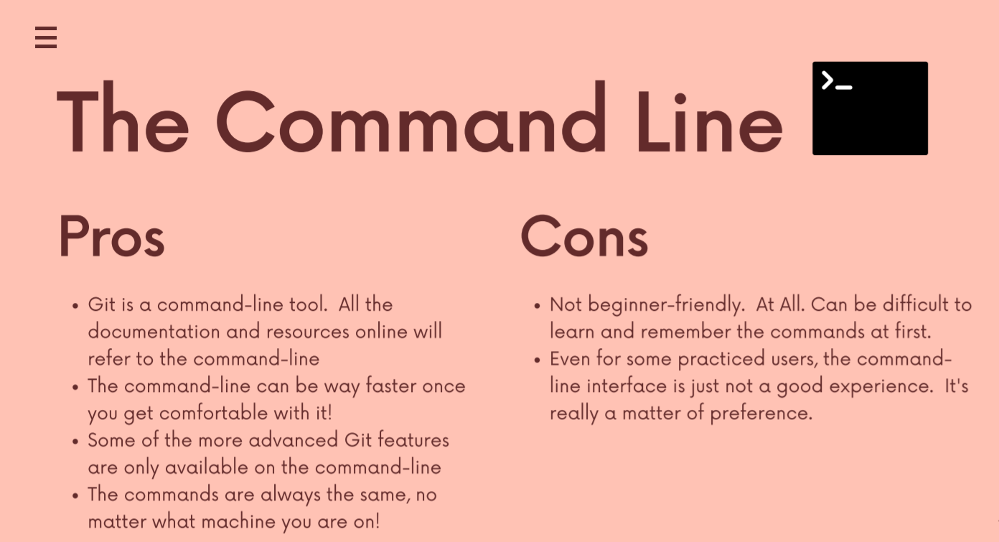 The Command Line
>_
Pros
• Git is a command-line tool.  All the
documentation and resources online will
refer to the command-line
• The command-line can be way faster once
you get comfortable with it!
• Some of the more advanced Git features
are only available on the command-line
• The commands are always the same, no
matter what machine you are on!
Cons
• Not beginner-friendly.  At All. Can be difficult to
learn and remember the commands at first.
• Even for some practiced users, the command-
line interface is just not a good experience.  It's
really a matter of preference.